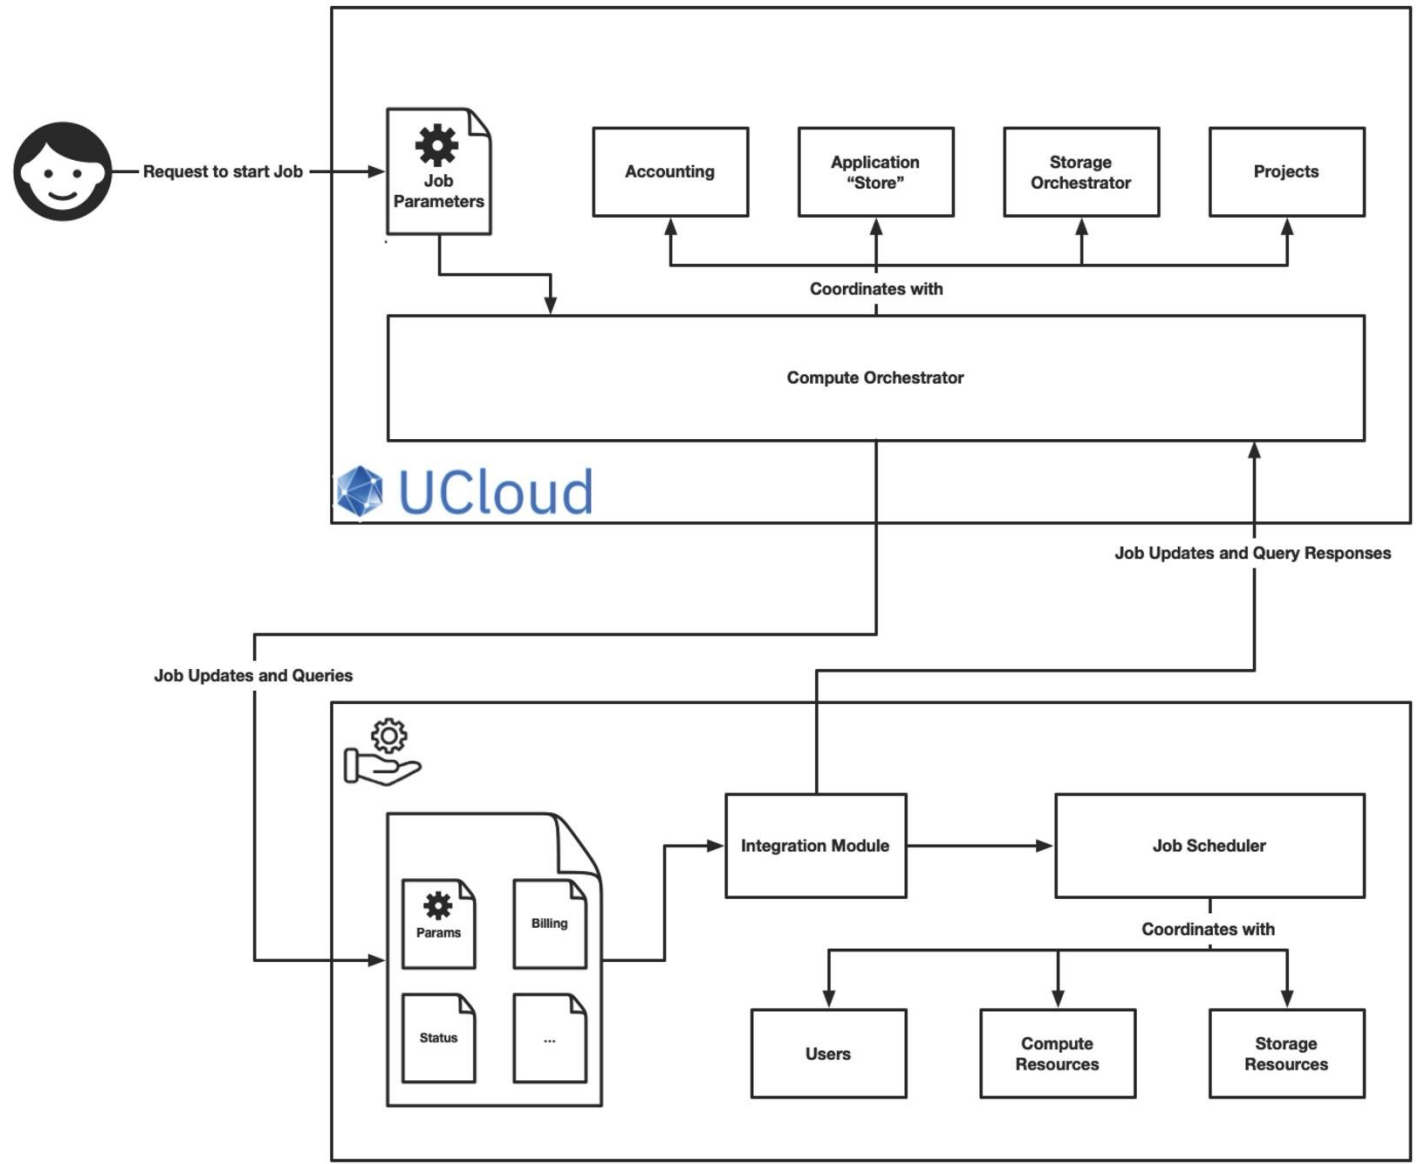 Request to start Job
Job
Parameters
Accounting
Application
“Store”
Storage
Orchestrator
Projects
Coordinates with
Compute Orchestrator
UCloud
Job Updates and Query Responses
Job Updates and Queries
Integration Module
Job Scheduler
Params
Billing
Status
...
Coordinates with
Users
Compute
Resources
Storage
Resources